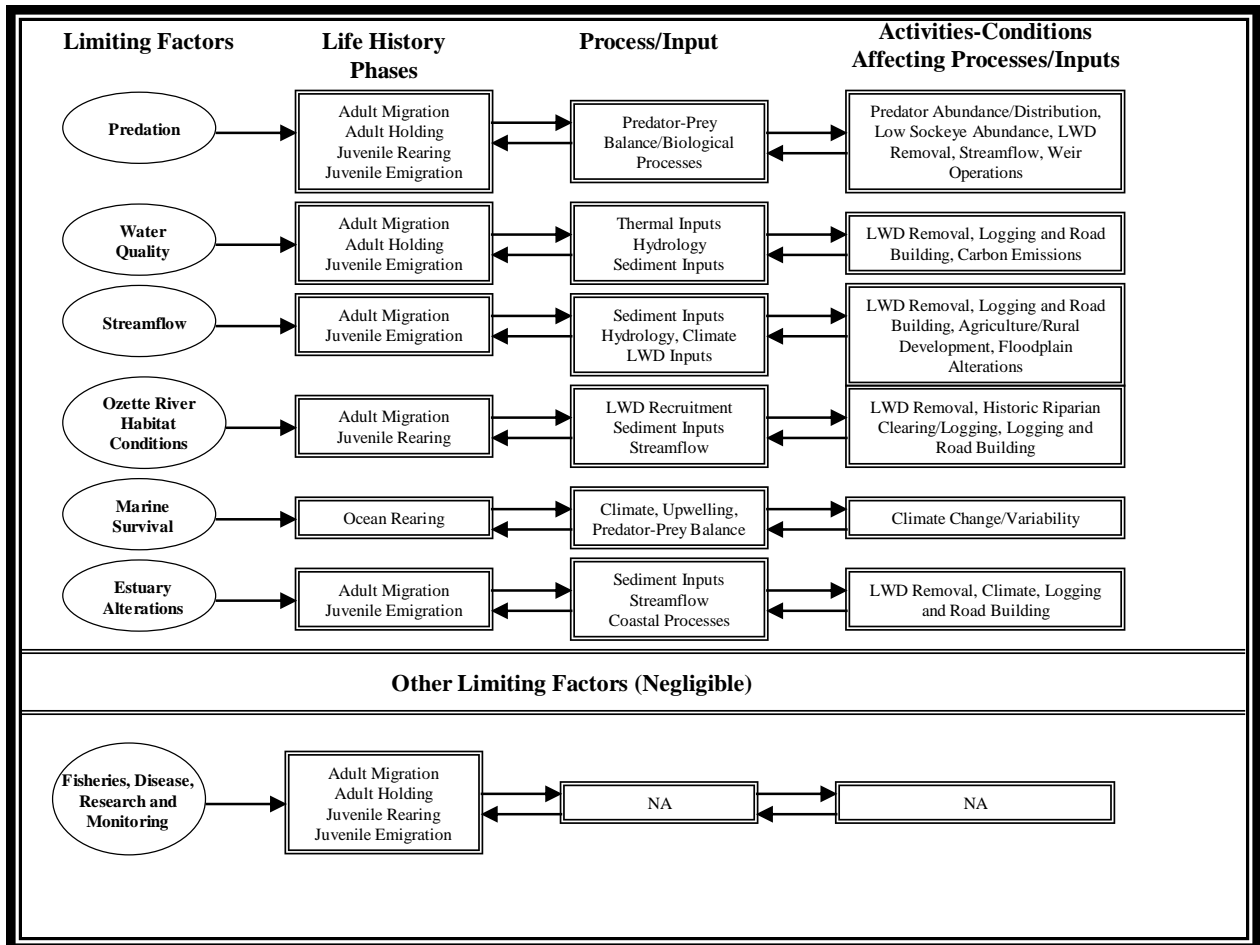 Limiting Factors
Life History
Phases
Process/Input
Activities-Conditions
Affecting Processes/Inputs
Predation
Adult Migration
Adult Holding
Juvenile Rearing
Juvenile Emigration
Predator-Prey
Balance/Biological
Processes
Predator Abundance/Distribution,
Low Sockeye Abundance, LWD
Removal, Streamflow, Weir
Operations
Water
Quality
Adult Migration
Adult Holding
Juvenile Emigration
Thermal Inputs
Hydrology
Sediment Inputs
LWD Removal, Logging and Road
Building, Carbon Emissions
Streamflow
Adult Migration
Juvenile Emigration
Sediment Inputs
Hydrology, Climate
LWD Inputs
LWD Removal, Logging and Road
Building, Agriculture/Rural
Development, Floodplain
Alterations
Ozette River
Habitat
Conditions
Adult Migration
Juvenile Rearing
LWD Recruitment
Sediment Inputs
Streamflow
LWD Removal, Historic Riparian
Clearing/Logging, Logging and
Road Building
Marine
Survival
Ocean Rearing
Climate, Upwelling,
Predator-Prey Balance
Climate Change/Variability
Estuary
Alterations
Adult Migration
Juvenile Emigration
Sediment Inputs
Streamflow
Coastal Processes
LWD Removal, Climate, Logging
and Road Building
Other Limiting Factors (Negligible)
Fisheries, Disease,
Research and
Monitoring
Adult Migration
Adult Holding
Juvenile Rearing
Juvenile Emigration
NA
NA